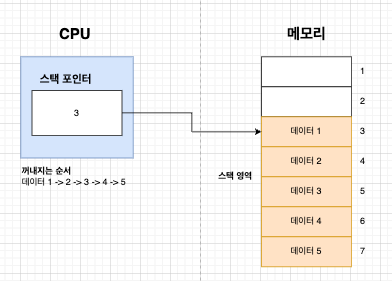 CPU
메모리
스택 포인터
3
꺼내지는 순서
데이터 1 -> 2 -> 3 -> 4 -> 5
스택 영역
1
2
데이터 1 3
데이터 2 4
데이터 3 5
데이터 4 6
데이터 5 7